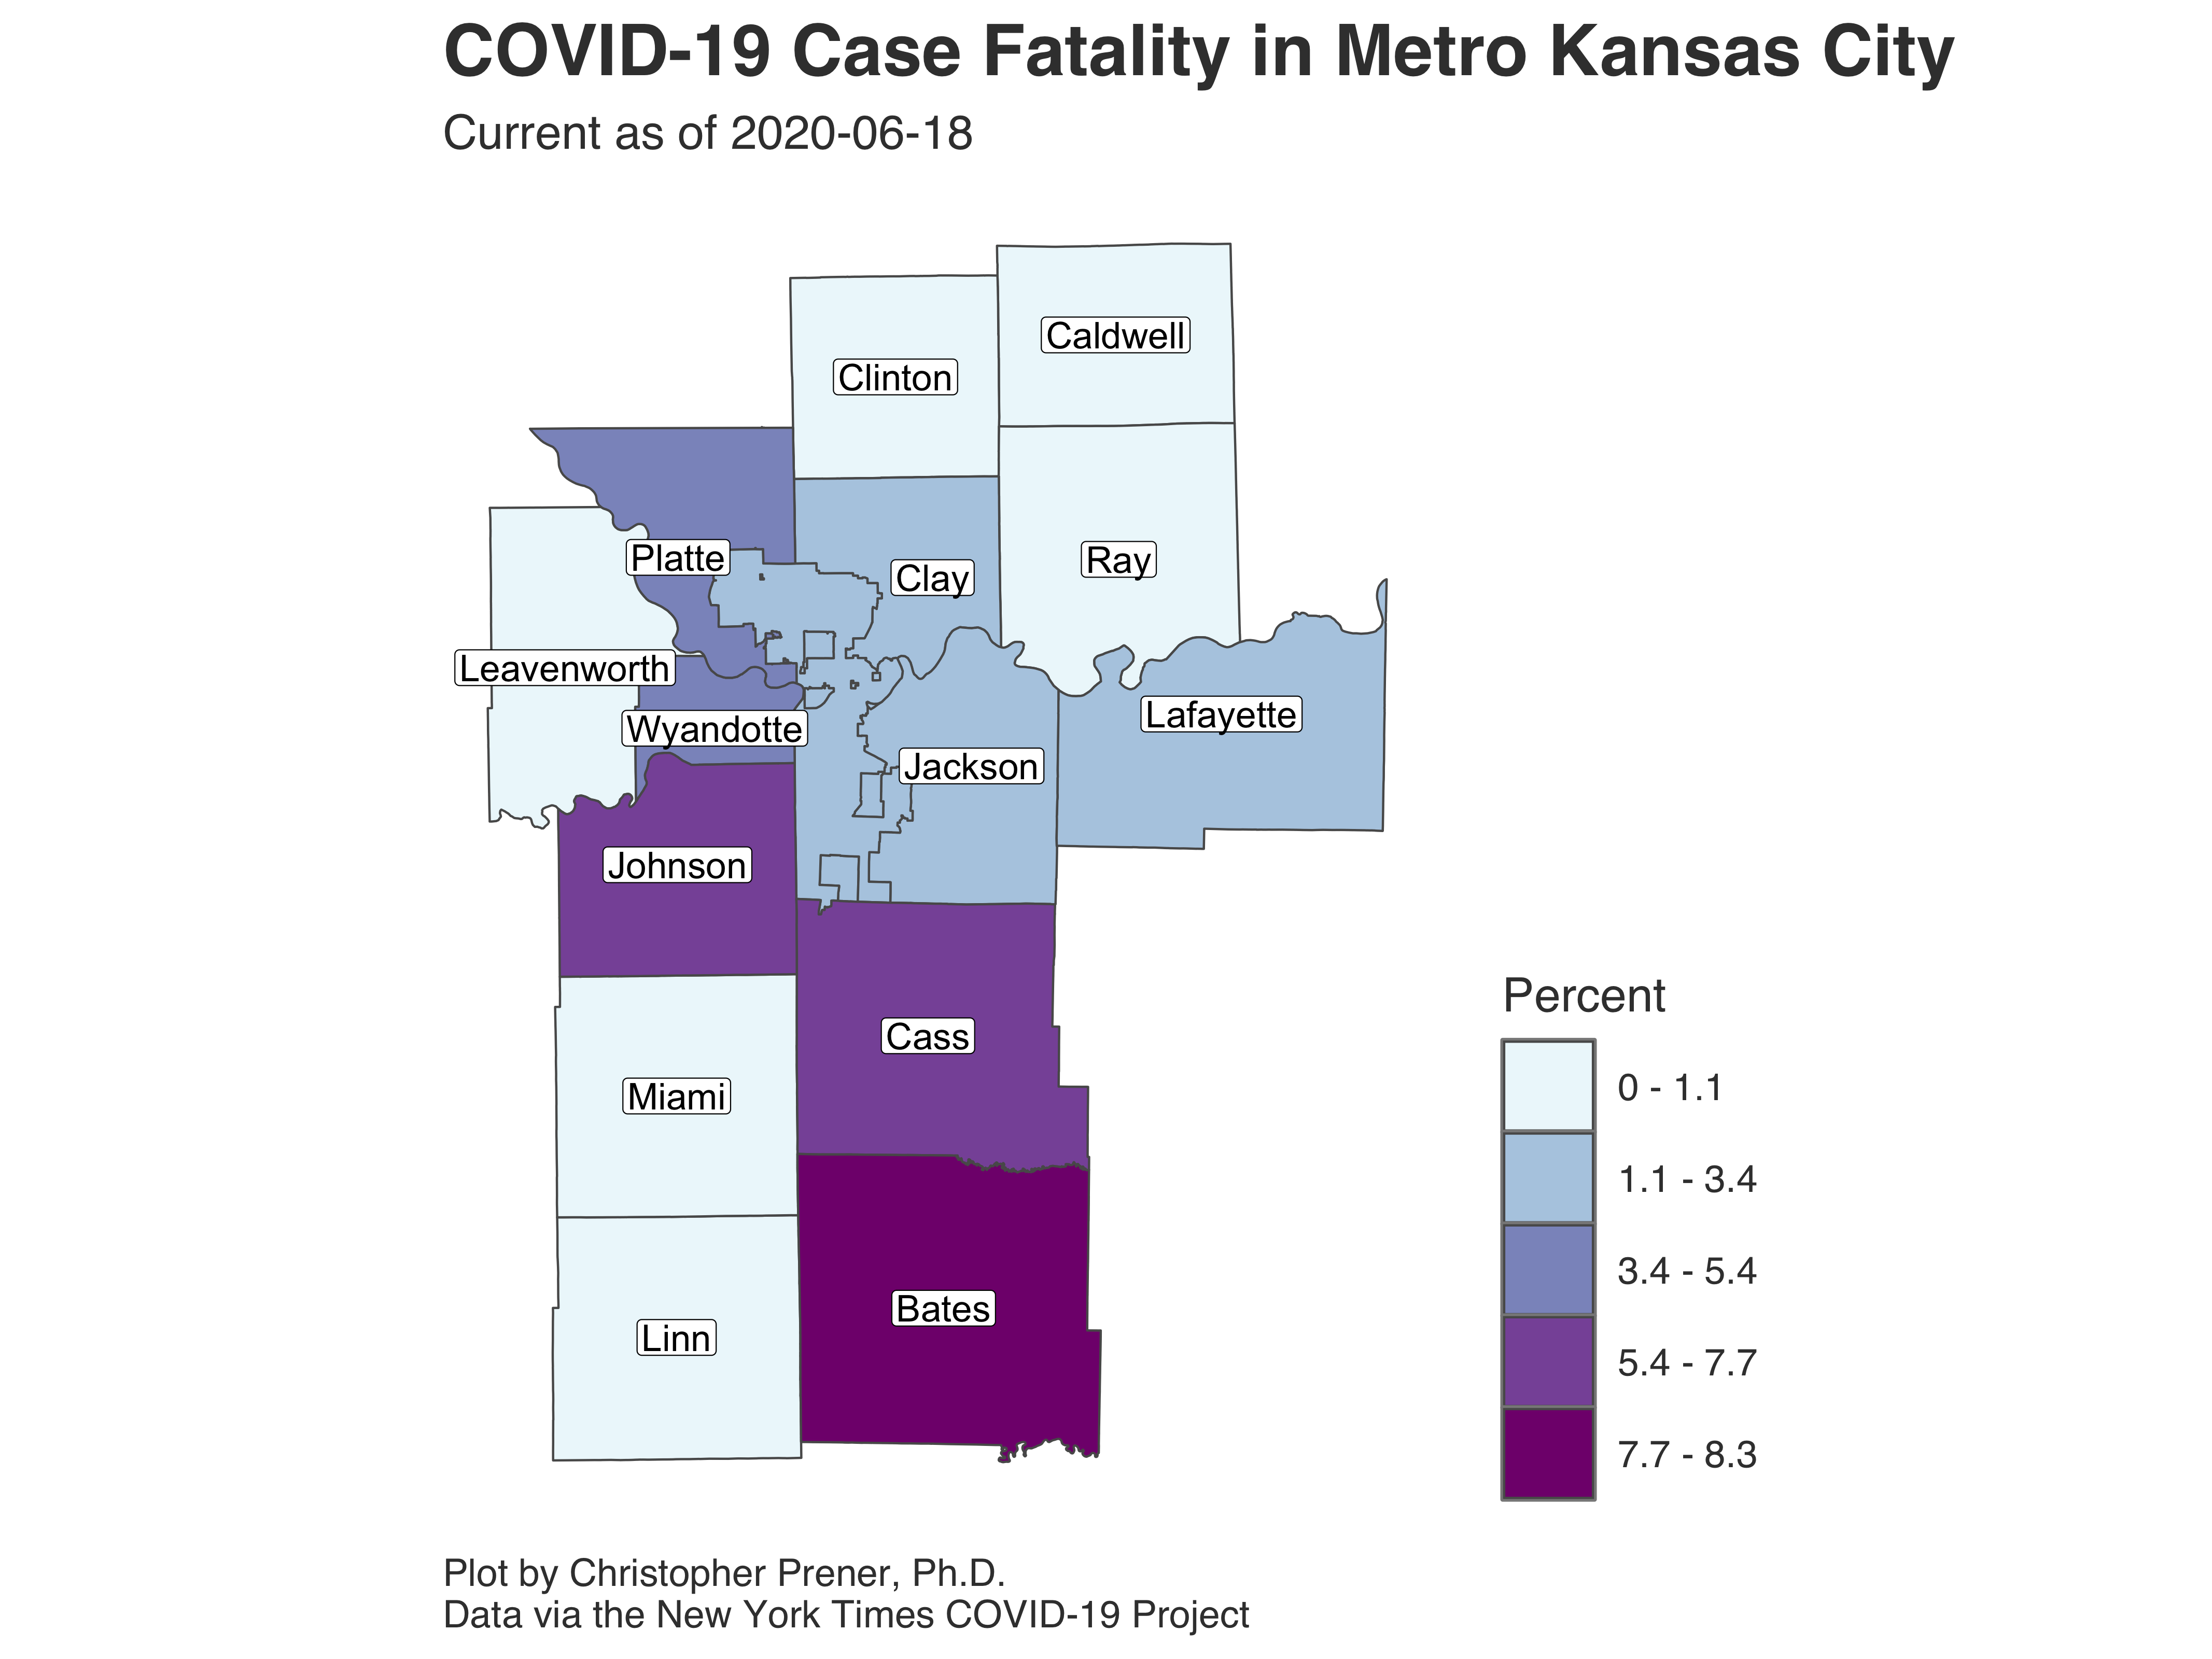 COVID-19 Case Fatality in Metro Kansas City
Current as of 2020-06-18
Caldwell
Clinton
Platte
Clay
Ray
Leavenworth
Wyandotte
Lafayette
Jackson
Johnson
Cass
Miami
Bates
Linn
Percent
0 - 1.1
1.1 - 3.4
3.4 - 5.4
5.4 - 7.7
7.7 - 8.3
Plot by Christopher Prener, Ph.D.
Data via the New York Times COVID-19 Project